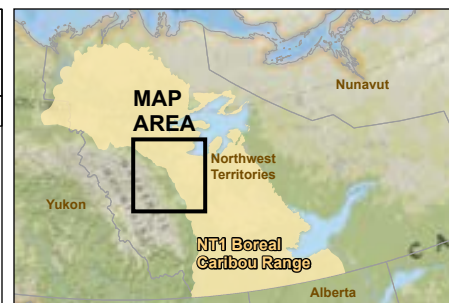 Nunavut
MAP
AREA
Northwest
Territories
Yukon
NT1 Boreal
Caribou Range
C A
Alberta